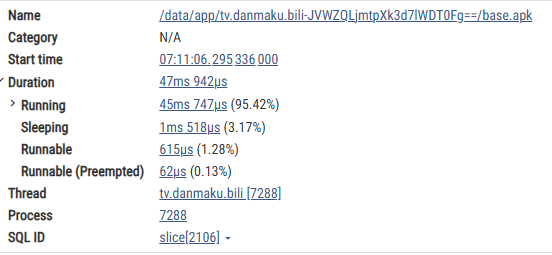 Name /data/app/tv.danmaku.bili-JVWZQLjmtpXk3d7lWDT0Fg==/base.apk
Category N/A
Start time 07:11:06.295 336 000
Duration 47ms 942µs
Running 45ms 747µs (95.42%)
Sleeping 1ms 518µs (3.17%)
Runnable 615µs (1.28%)
Runnable (Preempted) 62µs (0.13%)
Thread tv.danmaku.bili [7288]
Process 7288
SQL ID slice[2106]